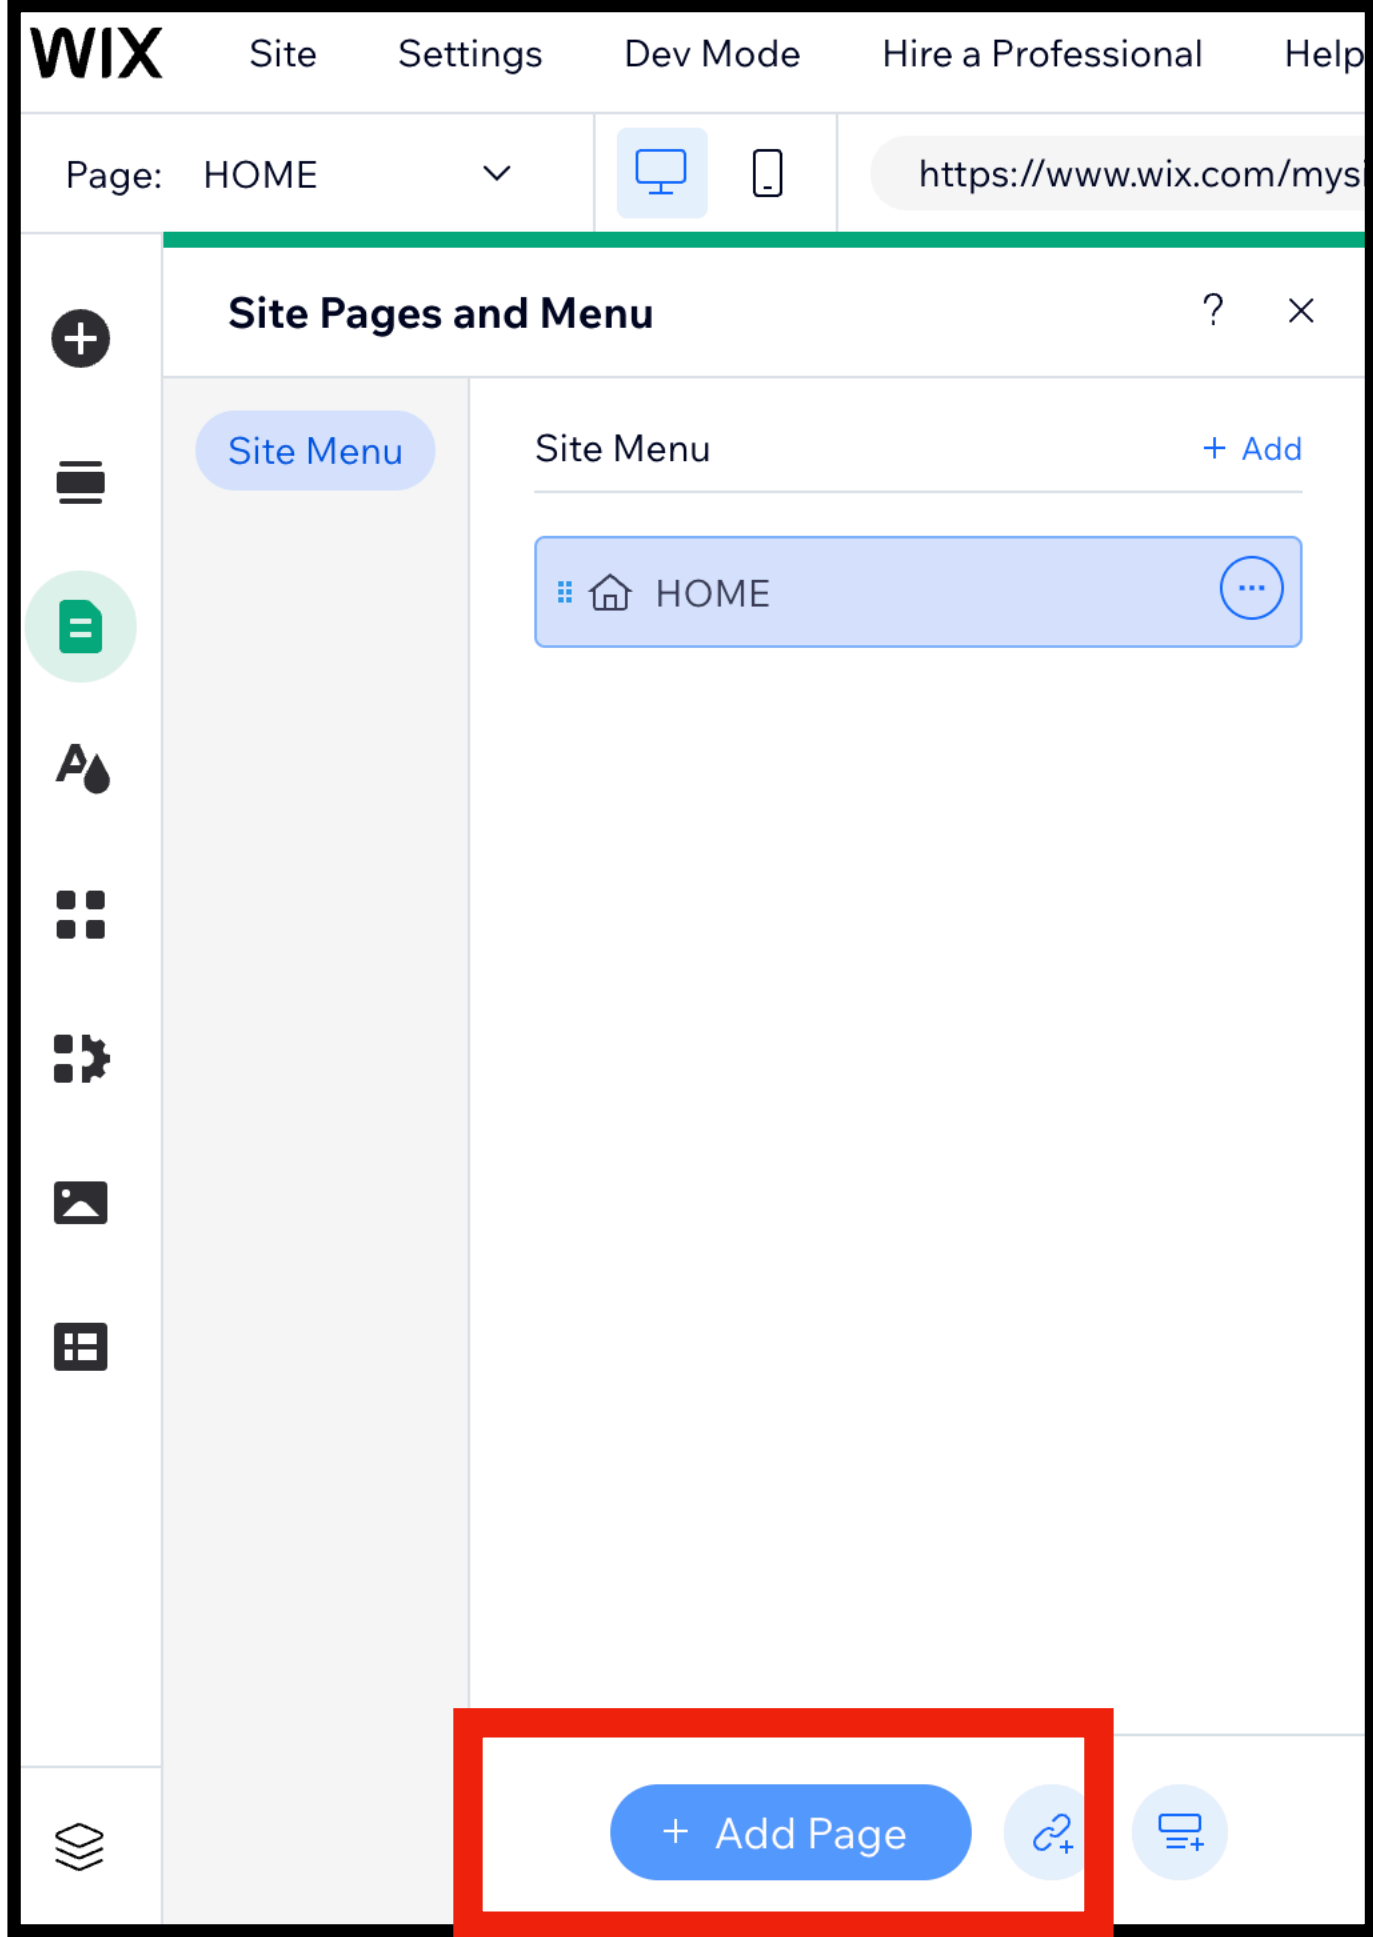 WIX Site Settings Dev Mode Hire a Professional Help
Page: HOME https://www.wix.com/mysi
Site Pages and Menu ? ×
Site Menu
Site Menu + Add
HOME
+ Add Page